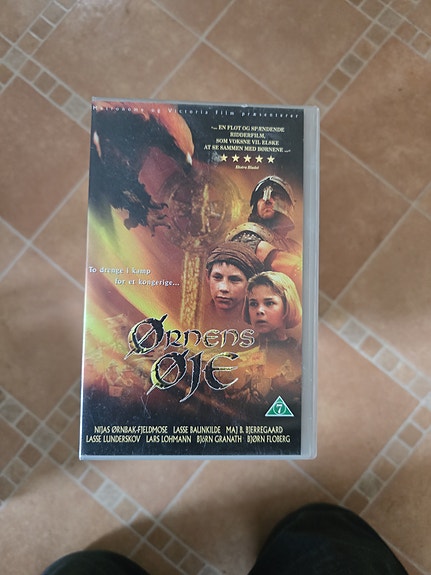 Metronome og Victoria Film præsenterer
"... EN FLOT OG SPÆNDENDE
RIDDERFILM,
SOM VOKSNE VIL ELSKE
AT SE SAMMEN MED BØRNENE ..."
Ekstra Bladet
To drenge i kamp
for et kongerige...
ØRNENS
ØJE
7
NIJAS ØRNBAK-FJELDMOSE LASSE BAUNKILDE MAJ B. BJERREGAARD
LASSE LUNDERSKOV LARS LOHMANN BJØRN GRANATH BJØRN FLOBERG